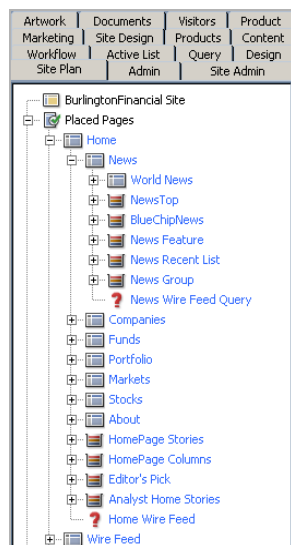 Artwork Documents Visitors Product
Marketing Site Design Products Content
Workflow Active List Query Design
Site Plan Admin Site Admin
BurlingtonFinancial Site
Placed Pages
Home
News
World News
NewsTop
BlueChipNews
News Feature
News Recent List
News Group
? News Wire Feed Query
Companies
Funds
Portfolio
Markets
Stocks
About
HomePage Stories
HomePage Columns
Editor's Pick
Analyst Home Stories
? Home Wire Feed
Wire Feed